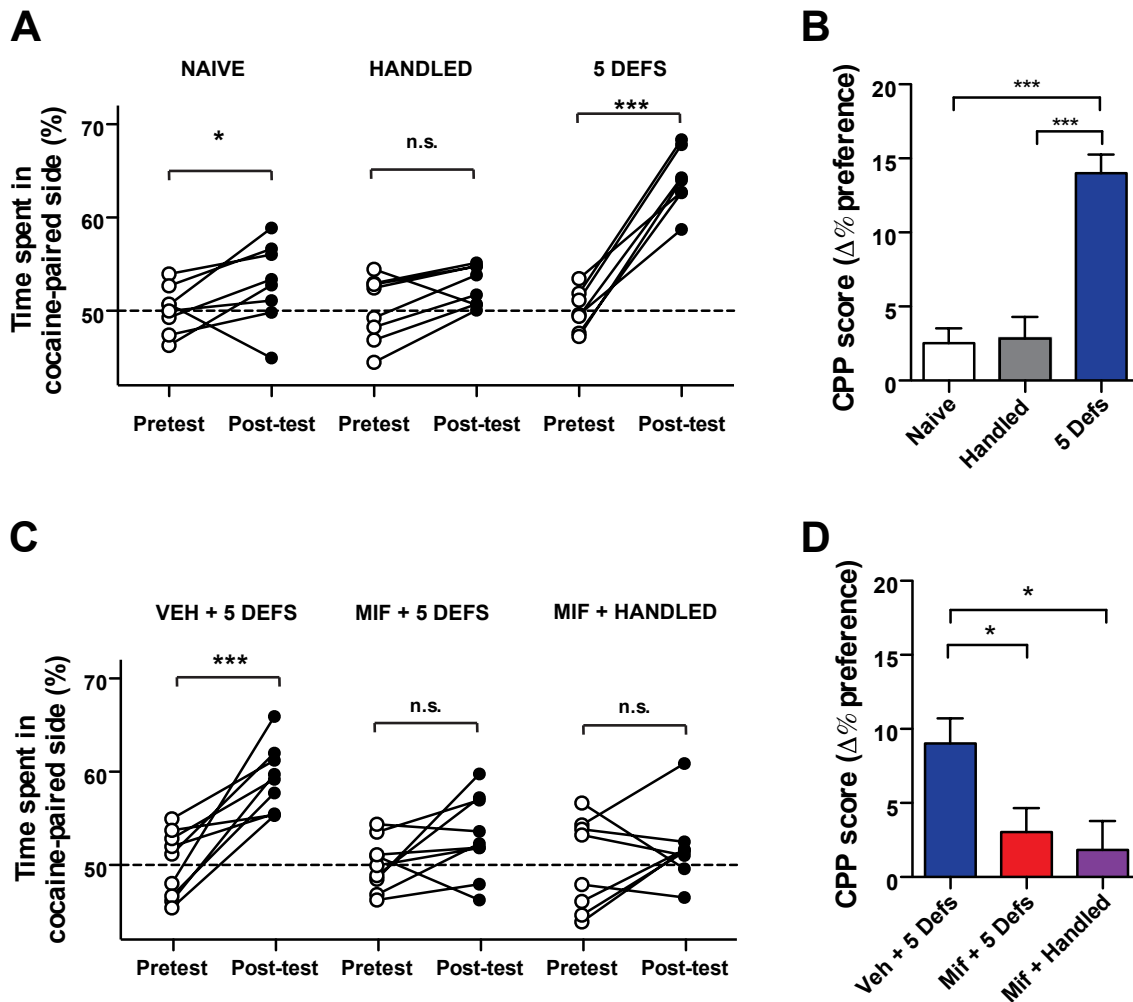 A
NAIVE
HANDLED
5 DEFS
Time spent in
cocaine-paired side (%)
70
60
50
*
n.s.
***
Pretest
Post-test
Pretest
Post-test
Pretest
Post-test
B
CPP score (Δ% preference)
20
15
10
5
0
***
***
Naive
Handled
5 Defs
C
VEH + 5 DEFS
MIF + 5 DEFS
MIF + HANDLED
Time spent in
cocaine-paired side (%)
70
60
50
***
n.s.
n.s.
Pretest
Post-test
Pretest
Post-test
Pretest
Post-test
D
CPP score (Δ% preference)
20
15
10
5
0
*
*
Veh + 5 Defs
Mif + 5 Defs
Mif + Handled